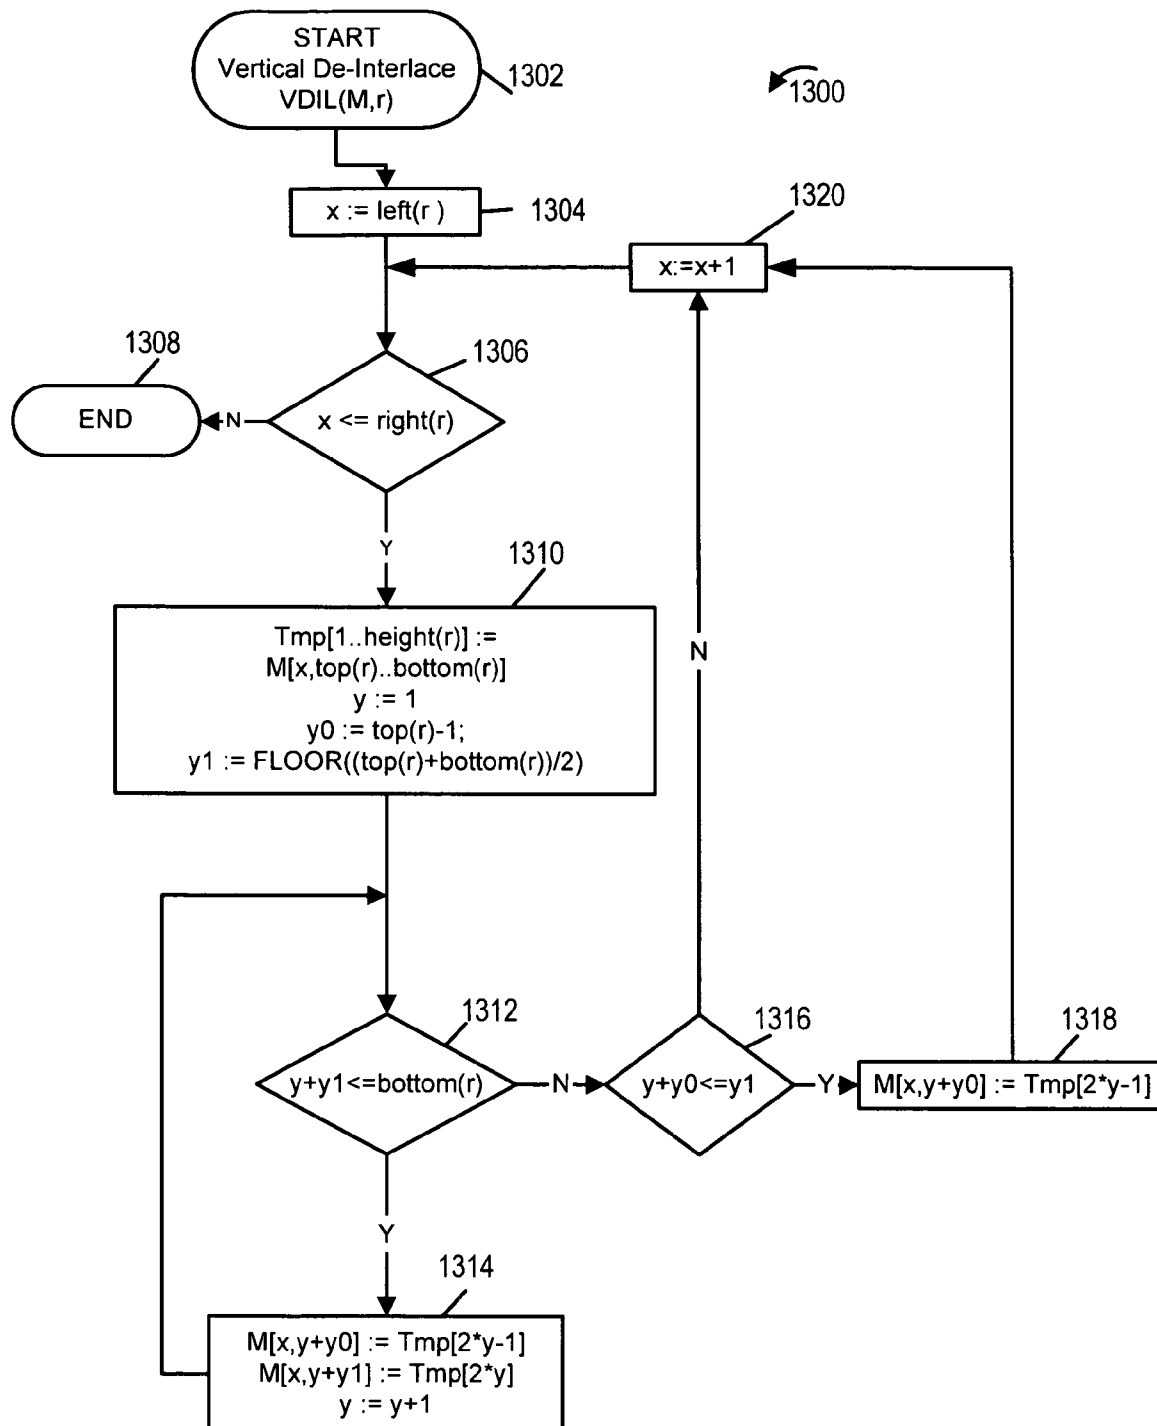 START
Vertical De-Interlace
VDIL(M,r)
1302
1300
x := left(r )
1304
1320
x:=x+1
1308
END
N
1306
x <= right(r)
Y
1310
Tmp[1..height(r)] :=
M[x,top(r)..bottom(r)]
y := 1
y0 := top(r)-1;
y1 := FLOOR((top(r)+bottom(r))/2)
N
1312
y+y1<=bottom(r)
N
1316
y+y0<=y1
Y
1318
M[x,y+y0] := Tmp[2*y-1]
Y
1314
M[x,y+y0] := Tmp[2*y-1]
M[x,y+y1] := Tmp[2*y]
y := y+1